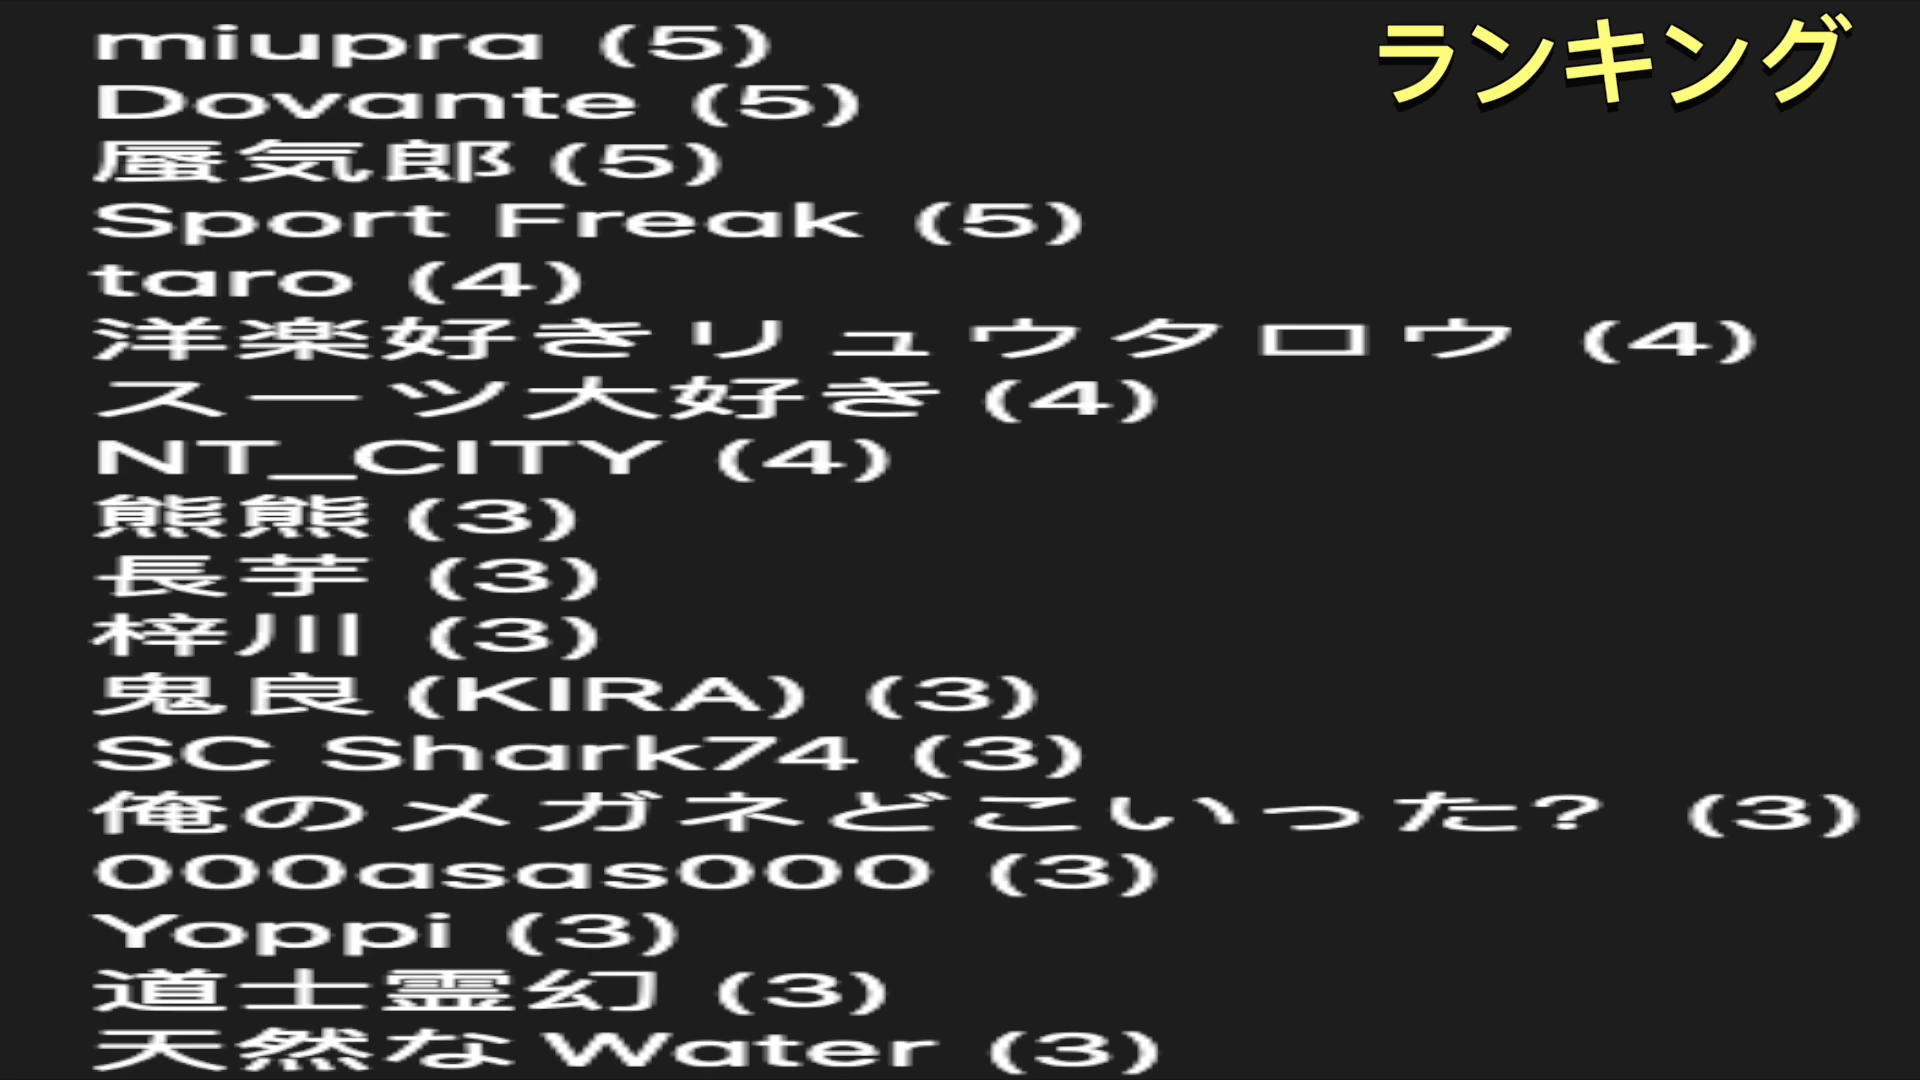 ランキング
miupra (5)
Dovante (5)
蜃気郎 (5)
Sport Freak (5)
taro (4)
洋楽好きリュウタロウ (4)
スーツ大好き (4)
NT_CITY (4)
熊熊 (3)
長芋 (3)
梓川 (3)
鬼良 (KIRA) (3)
SC Shark74 (3)
俺のメガネどこいった? (3)
000asas000 (3)
Yoppi (3)
道士霊幻 (3)
天然なWater (3)